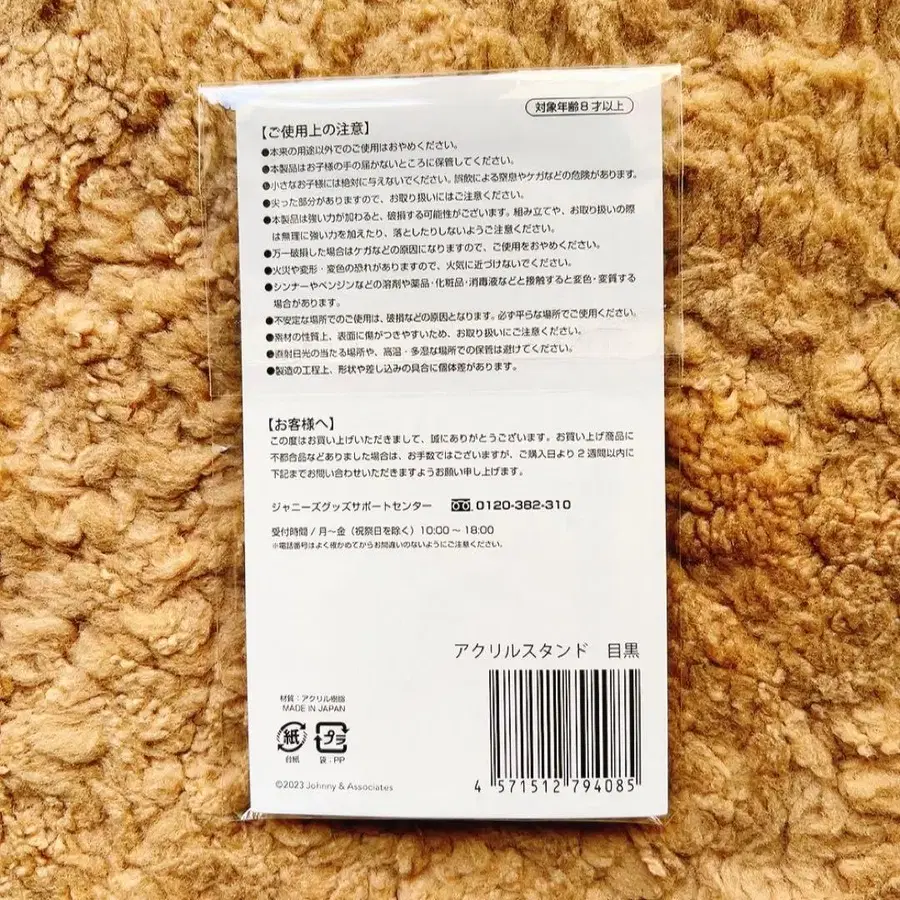 対象年齢8才以上
【ご使用上の注意】
●本来の用途以外でのご使用はおやめください。
●本製品はお子様の手の届かないところに保管してください。
●小さなお子様には絶対に与えないでください。誤飲による窒息やケガなどの危険があります。
●尖った部分がありますので、お取り扱いにはご注意ください。
●本製品は強い力が加わると、破損する可能性がございます。組み立てや、お取り扱いの際
は無理に強い力を加えたり、落としたりしないようご注意ください。
●万一破損した場合はケガなどの原因になりますので、ご使用をおやめください。
●火災や変形・変色の恐れがありますので、火気に近づけないでください。
●シンナーやベンジンなどの溶剤や薬品・化粧品・消毒液などと接触すると変色・変質する
場合があります。
●不安定な場所でのご使用は、破損などの原因となります。必ず平らな場所でご使用ください。
●素材の性質上、表面に傷がつきやすいため、お取り扱いにご注意ください。
●直射日光の当たる場所や、高温・多湿な場所での保管は避けてください。
●製造の工程上、形状や差し込みの具合に個体差があります。
【お客様へ】
この度はお買い上げいただきまして、誠にありがとうございます。お買い上げ商品に
不都合品などありました場合は、お手数ではございますが、ご購入日より2週間以内に
下記までお問い合わせいただきますようお願い申し上げます。
ジャニーズグッズサポートセンター 0120-382-310
受付時間/月〜金(祝祭日を除く)10:00〜18:00
※電話番号はよく確かめてからお間違いのないようにご注意ください。
アクリルスタンド 目黒
材質:アクリル樹脂
MADE IN JAPAN
紙 プラ
台紙 袋:PP
©2023 Johnny & Associates
4 571512 794085